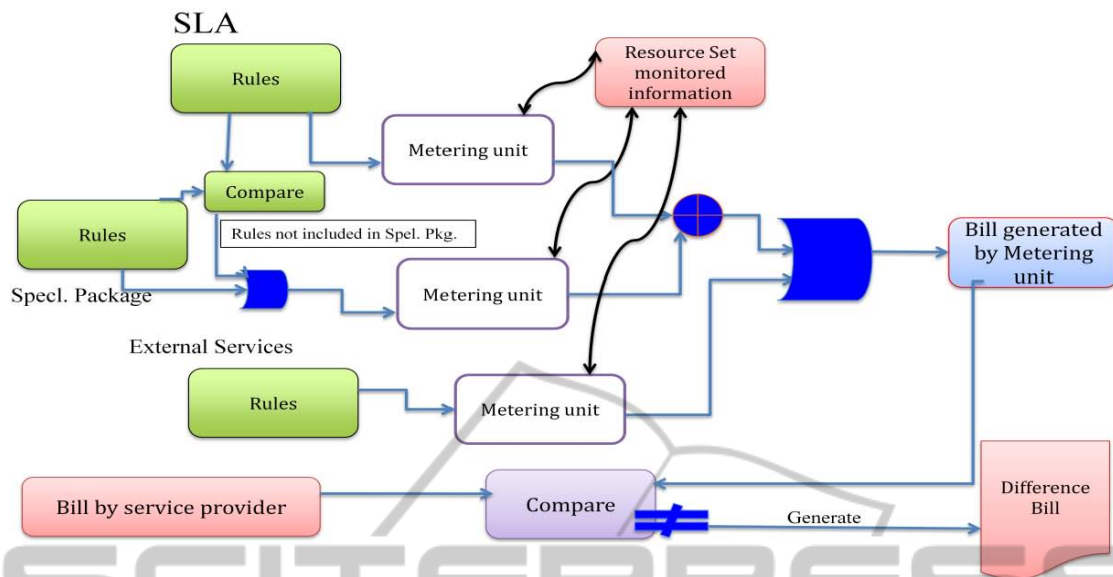 SLA
Rules
Resource Set
monitored
information
Metering unit
Compare
Rules
Rules not included in Spel. Pkg.
Specl. Package
Metering unit
Bill generated
by Metering
unit
External Services
Rules
Metering unit
Bill by service provider
Compare
Generate
Difference
Bill
SCITEPRESS